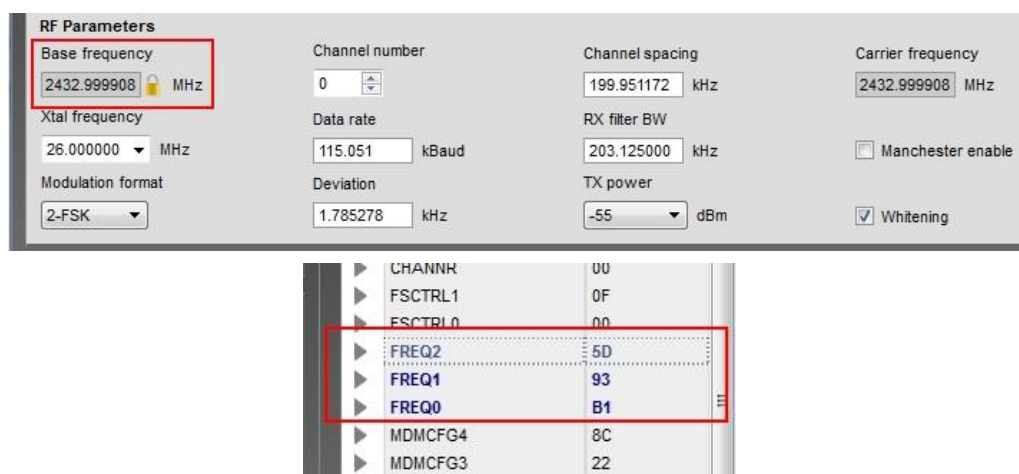 RF Parameters
Base frequency Channel number Channel spacing Carrier frequency
2432.999908 MHz 0 199.951172 kHz 2432.999908 MHz
Xtal frequency Data rate RX filter BW
26.000000 MHz 115.051 kBaud 203.125000 kHz Manchester enable
Modulation format Deviation TX power
2-FSK 1.785278 kHz -55 dBm Whitening
CHANNR 00
FSCTRL1 0F
FSCTRL0 00
FREQ2 5D
FREQ1 93
FREQ0 B1
MDMCFG4 8C
MDMCFG3 22